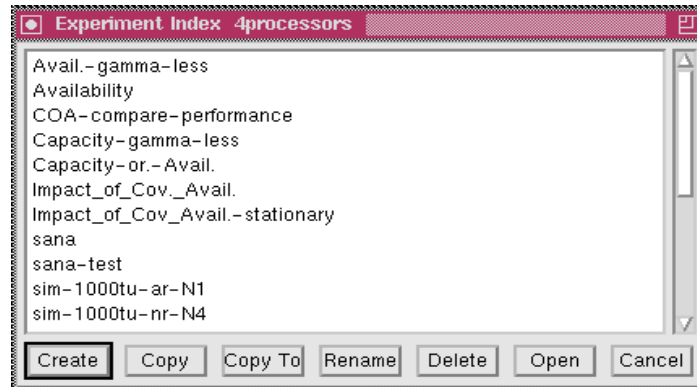 Experiment Index 4processors
Avail.-gamma-less
Availability
COA-compare-performance
Capacity-gamma-less
Capacity-or.-Avail.
Impact_of_Cov._Avail.
Impact_of_Cov_Avail.-stationary
sana
sana-test
sim-1000tu-ar-N1
sim-1000tu-nr-N4
Create Copy Copy To Rename Delete Open Cancel